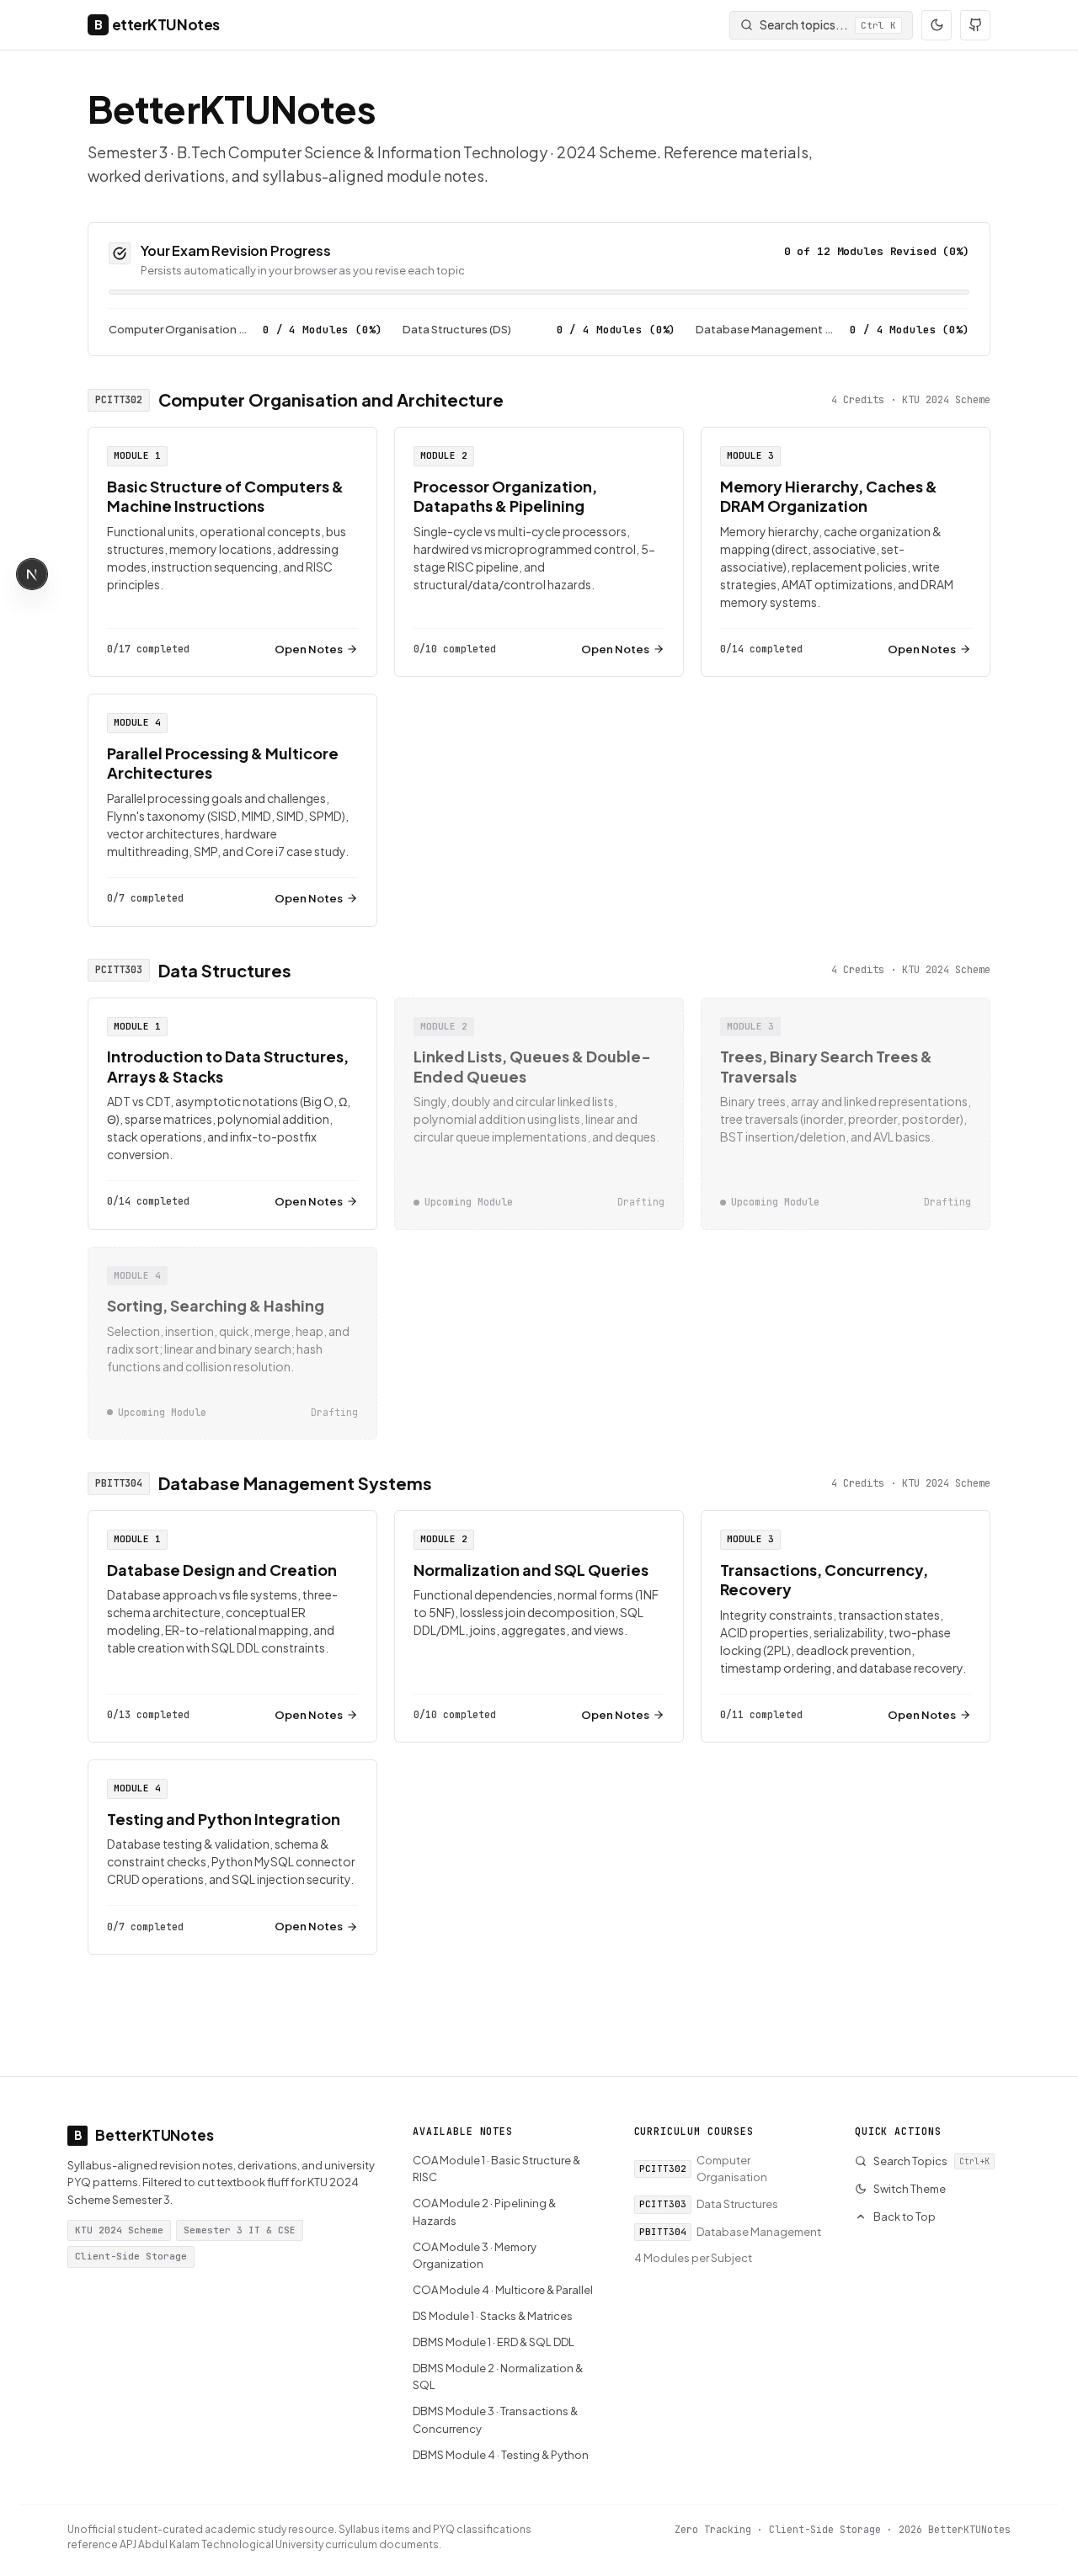 B etterKTUNotes
Search topics... Ctrl K
BetterKTUNotes
Semester 3 · B.Tech Computer Science & Information Technology · 2024 Scheme. Reference materials,
worked derivations, and syllabus-aligned module notes.
Your Exam Revision Progress
0 of 12 Modules Revised (0%)
Persists automatically in your browser as you revise each topic
Computer Organisation ... 0 / 4 Modules (0%)
Data Structures (DS) 0 / 4 Modules (0%)
Database Management ... 0 / 4 Modules (0%)
PCITT302 Computer Organisation and Architecture
4 Credits · KTU 2024 Scheme
MODULE 1
Basic Structure of Computers &
Machine Instructions
Functional units, operational concepts, bus
structures, memory locations, addressing
modes, instruction sequencing, and RISC
principles.
0/17 completed Open Notes →
MODULE 2
Processor Organization,
Datapaths & Pipelining
Single-cycle vs multi-cycle processors,
hardwired vs microprogrammed control, 5-
stage RISC pipeline, and
structural/data/control hazards.
0/10 completed Open Notes →
MODULE 3
Memory Hierarchy, Caches &
DRAM Organization
Memory hierarchy, cache organization &
mapping (direct, associative, set-
associative), replacement policies, write
strategies, AMAT optimizations, and DRAM
memory systems.
0/14 completed Open Notes →
N
MODULE 4
Parallel Processing & Multicore
Architectures
Parallel processing goals and challenges,
Flynn's taxonomy (SISD, MIMD, SIMD, SPMD),
vector architectures, hardware
multithreading, SMP, and Core i7 case study.
0/7 completed Open Notes →
PCITT303 Data Structures
4 Credits · KTU 2024 Scheme
MODULE 1
Introduction to Data Structures,
Arrays & Stacks
ADT vs CDT, asymptotic notations (Big O, Ω,
Θ), sparse matrices, polynomial addition,
stack operations, and infix-to-postfix
conversion.
0/14 completed Open Notes →
MODULE 2
Linked Lists, Queues & Double-
Ended Queues
Singly, doubly and circular linked lists,
polynomial addition using lists, linear and
circular queue implementations, and deques.
Upcoming Module Drafting
MODULE 3
Trees, Binary Search Trees &
Traversals
Binary trees, array and linked representations,
tree traversals (inorder, preorder, postorder),
BST insertion/deletion, and AVL basics.
Upcoming Module Drafting
MODULE 4
Sorting, Searching & Hashing
Selection, insertion, quick, merge, heap, and
radix sort; linear and binary search; hash
functions and collision resolution.
Upcoming Module Drafting
PBITT304 Database Management Systems
4 Credits · KTU 2024 Scheme
MODULE 1
Database Design and Creation
Database approach vs file systems, three-
schema architecture, conceptual ER
modeling, ER-to-relational mapping, and
table creation with SQL DDL constraints.
0/13 completed Open Notes →
MODULE 2
Normalization and SQL Queries
Functional dependencies, normal forms (1NF
to 5NF), lossless join decomposition, SQL
DDL/DML, joins, aggregates, and views.
0/10 completed Open Notes →
MODULE 3
Transactions, Concurrency,
Recovery
Integrity constraints, transaction states,
ACID properties, serializability, two-phase
locking (2PL), deadlock prevention,
timestamp ordering, and database recovery.
0/11 completed Open Notes →
MODULE 4
Testing and Python Integration
Database testing & validation, schema &
constraint checks, Python MySQL connector
CRUD operations, and SQL injection security.
0/7 completed Open Notes →
B BetterKTUNotes
Syllabus-aligned revision notes, derivations, and university
PYQ patterns. Filtered to cut textbook fluff for KTU 2024
Scheme Semester 3.
KTU 2024 Scheme Semester 3 IT & CSE
Client-Side Storage
AVAILABLE NOTES
COA Module 1 · Basic Structure &
RISC
COA Module 2 · Pipelining &
Hazards
COA Module 3 · Memory
Organization
COA Module 4 · Multicore & Parallel
DS Module 1 · Stacks & Matrices
DBMS Module 1 · ERD & SQL DDL
DBMS Module 2 · Normalization &
SQL
DBMS Module 3 · Transactions &
Concurrency
DBMS Module 4 · Testing & Python
CURRICULUM COURSES
PCITT302 Computer
Organisation
PCITT303 Data Structures
PBITT304 Database Management
4 Modules per Subject
QUICK ACTIONS
Search Topics Ctrl+K
Switch Theme
Back to Top
Unofficial student-curated academic study resource. Syllabus items and PYQ classifications
reference APJ Abdul Kalam Technological University curriculum documents.
Zero Tracking · Client-Side Storage · 2026 BetterKTUNotes